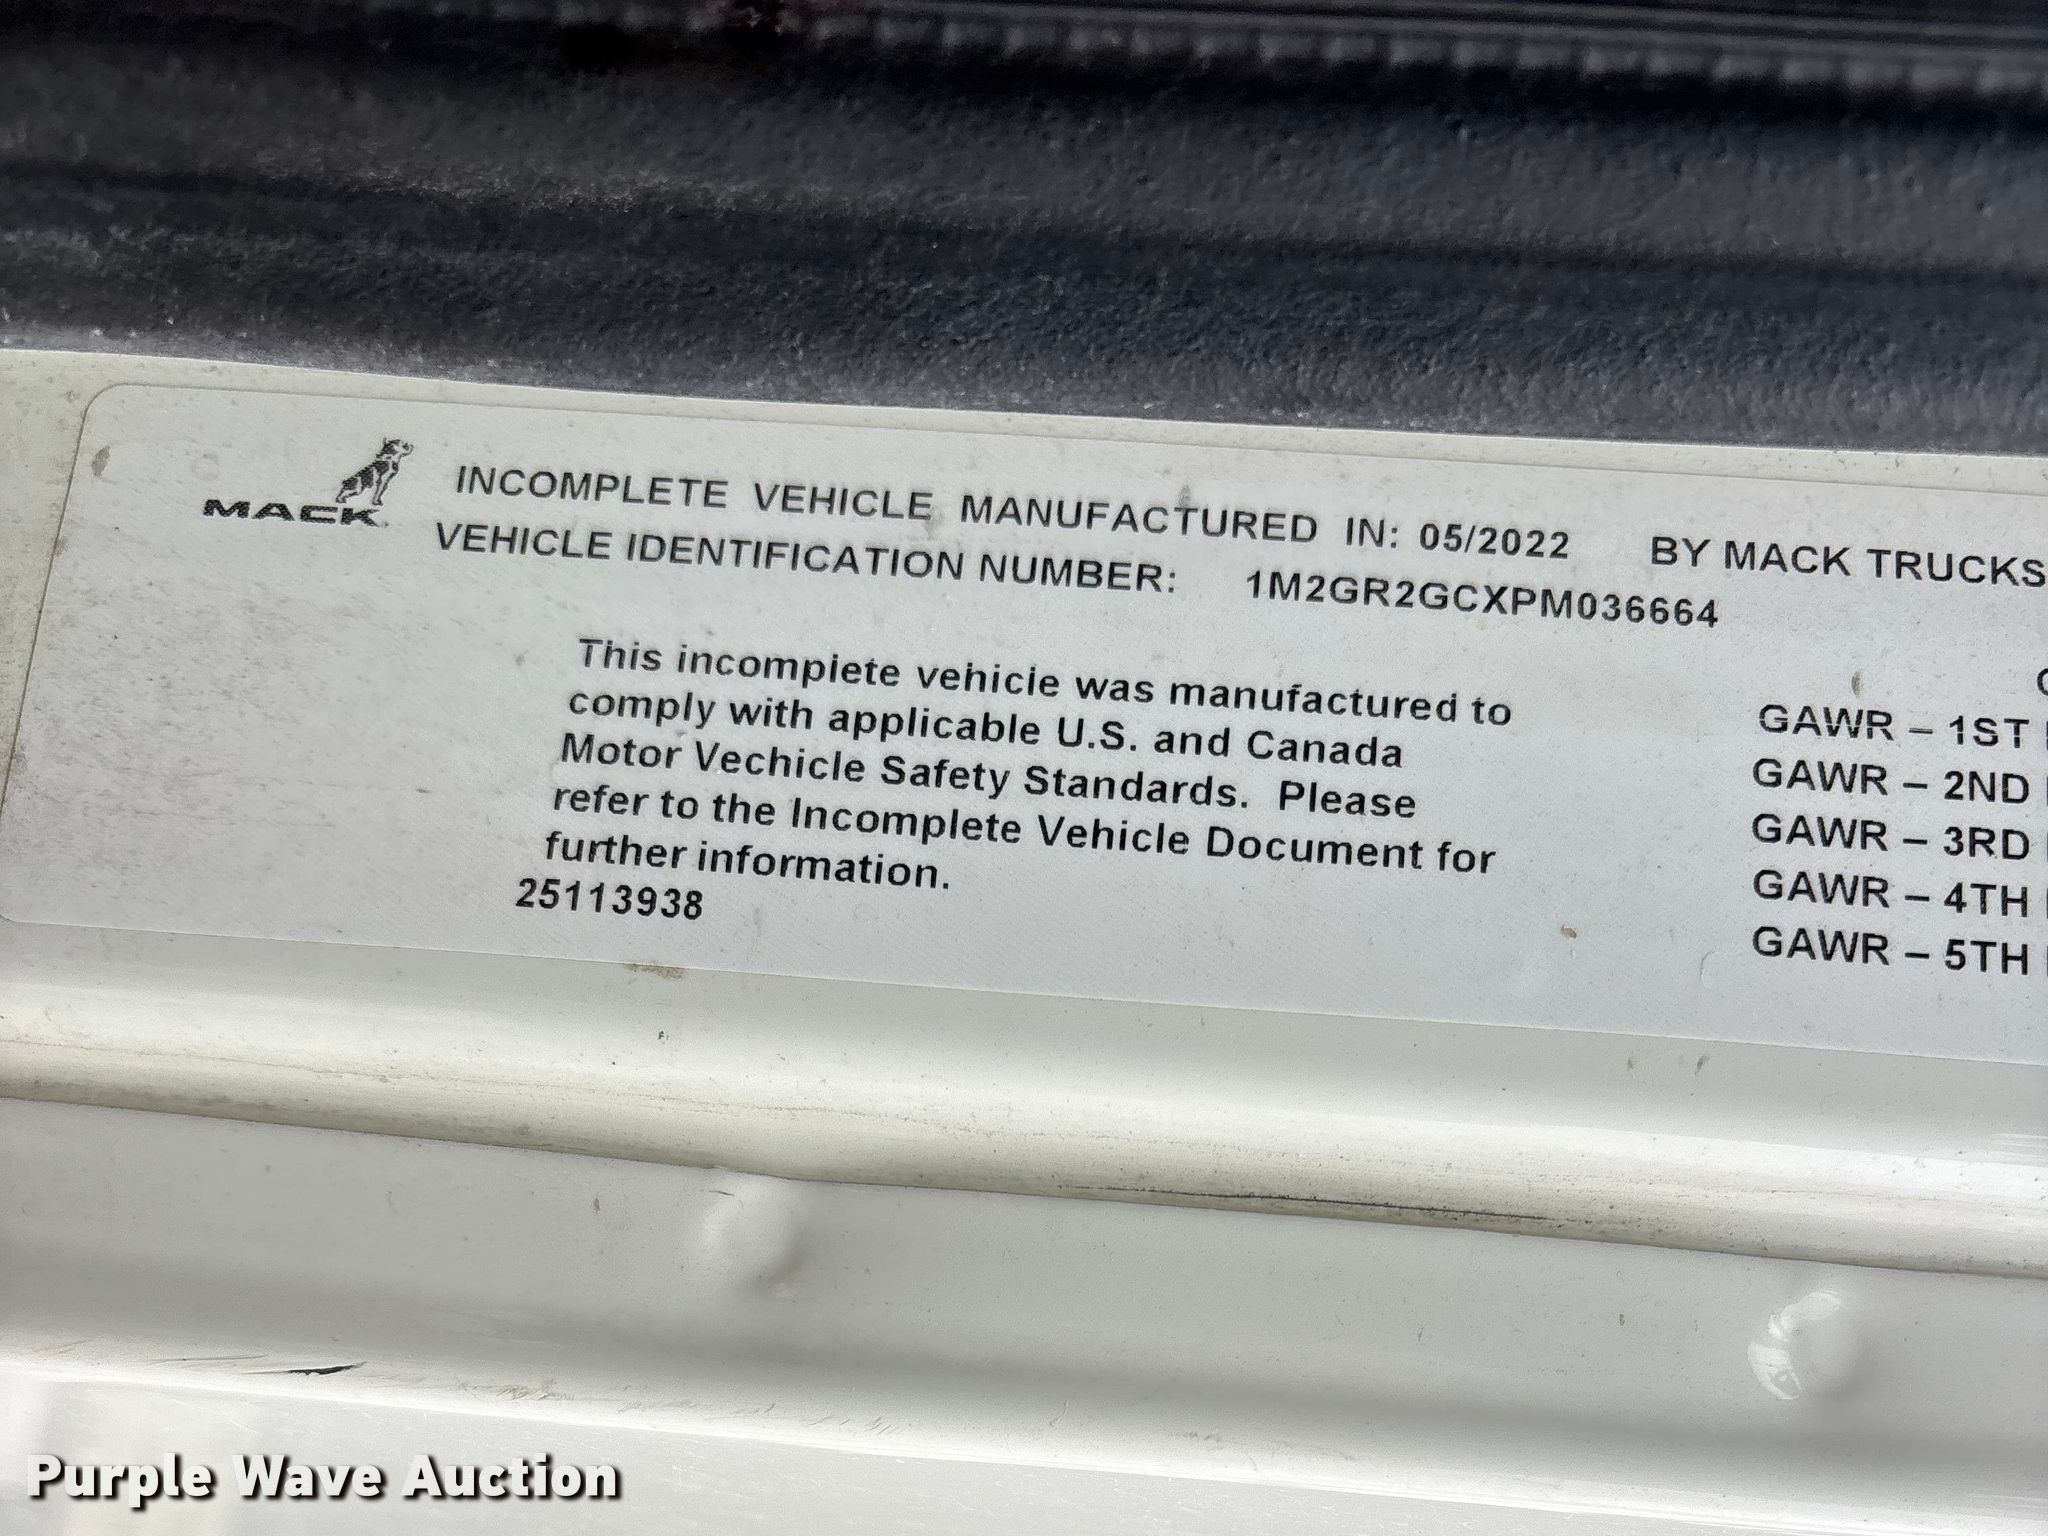 MACK
INCOMPLETE VEHICLE MANUFACTURED IN: 05/2022 BY MACK TRUCKS
VEHICLE IDENTIFICATION NUMBER: 1M2GR2GCXPM036664
This incomplete vehicle was manufactured to
comply with applicable U.S. and Canada
Motor Vechicle Safety Standards. Please
refer to the Incomplete Vehicle Document for
further information.
25113938
GAWR – 1ST
GAWR – 2ND
GAWR – 3RD
GAWR – 4TH
GAWR – 5TH
Purple Wave Auction